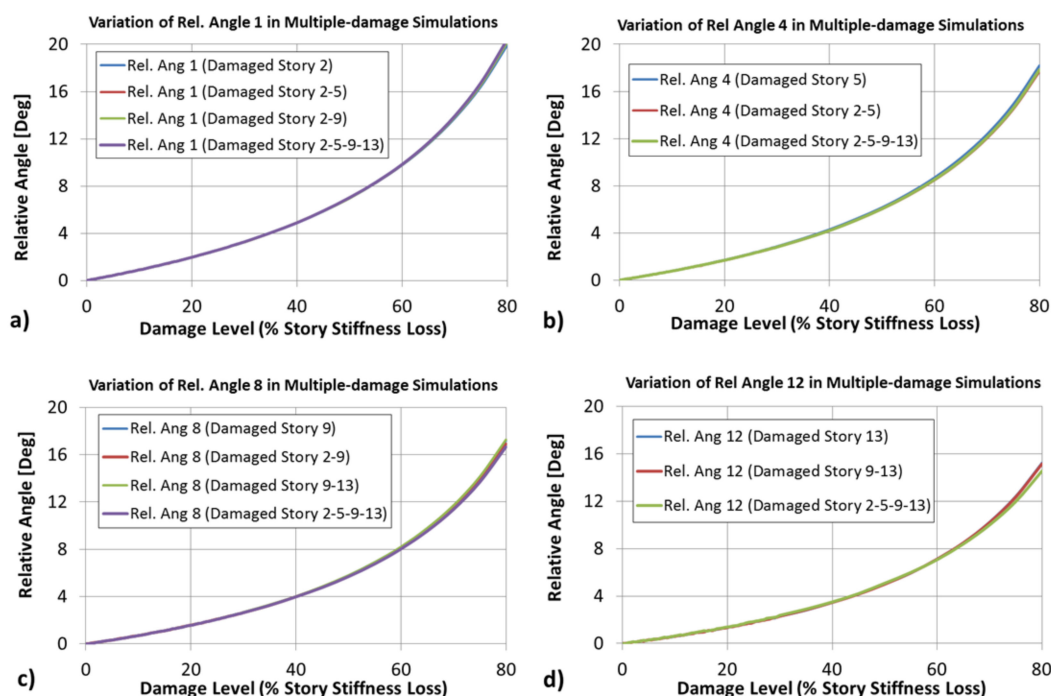 Variation of Rel. Angle 1 in Multiple-damage Simulations
20
16
12
8
4
0
Relative Angle [Deg]
Rel. Ang 1 (Damaged Story 2)
Rel. Ang 1 (Damaged Story 2-5)
Rel. Ang 1 (Damaged Story 2-9)
Rel. Ang 1 (Damaged Story 2-5-9-13)
0 20 40 60 80
a)
Damage Level (% Story Stiffness Loss)
Variation of Rel Angle 4 in Multiple-damage Simulations
20
16
12
8
4
0
Relative Angle [Deg]
Rel. Ang 4 (Damaged Story 5)
Rel. Ang 4 (Damaged Story 2-5)
Rel. Ang 4 (Damaged Story 2-5-9-13)
0 20 40 60 80
b)
Damage Level (% Story Stiffness Loss)
Variation of Rel. Angle 8 in Multiple-damage Simulations
20
16
12
8
4
0
Relative Angle [Deg]
Rel. Ang 8 (Damaged Story 9)
Rel. Ang 8 (Damaged Story 2-9)
Rel. Ang 8 (Damaged Story 9-13)
Rel. Ang 8 (Damaged Story 2-5-9-13)
0 20 40 60 80
c)
Damage Level (% Story Stiffness Loss)
Variation of Rel Angle 12 in Multiple-damage Simulations
20
16
12
8
4
0
Relative Angle [Deg]
Rel. Ang 12 (Damaged Story 13)
Rel. Ang 12 (Damaged Story 9-13)
Rel. Ang 12 (Damaged Story 2-5-9-13)
0 20 40 60 80
d)
Damage Level (% Story Stiffness Loss)